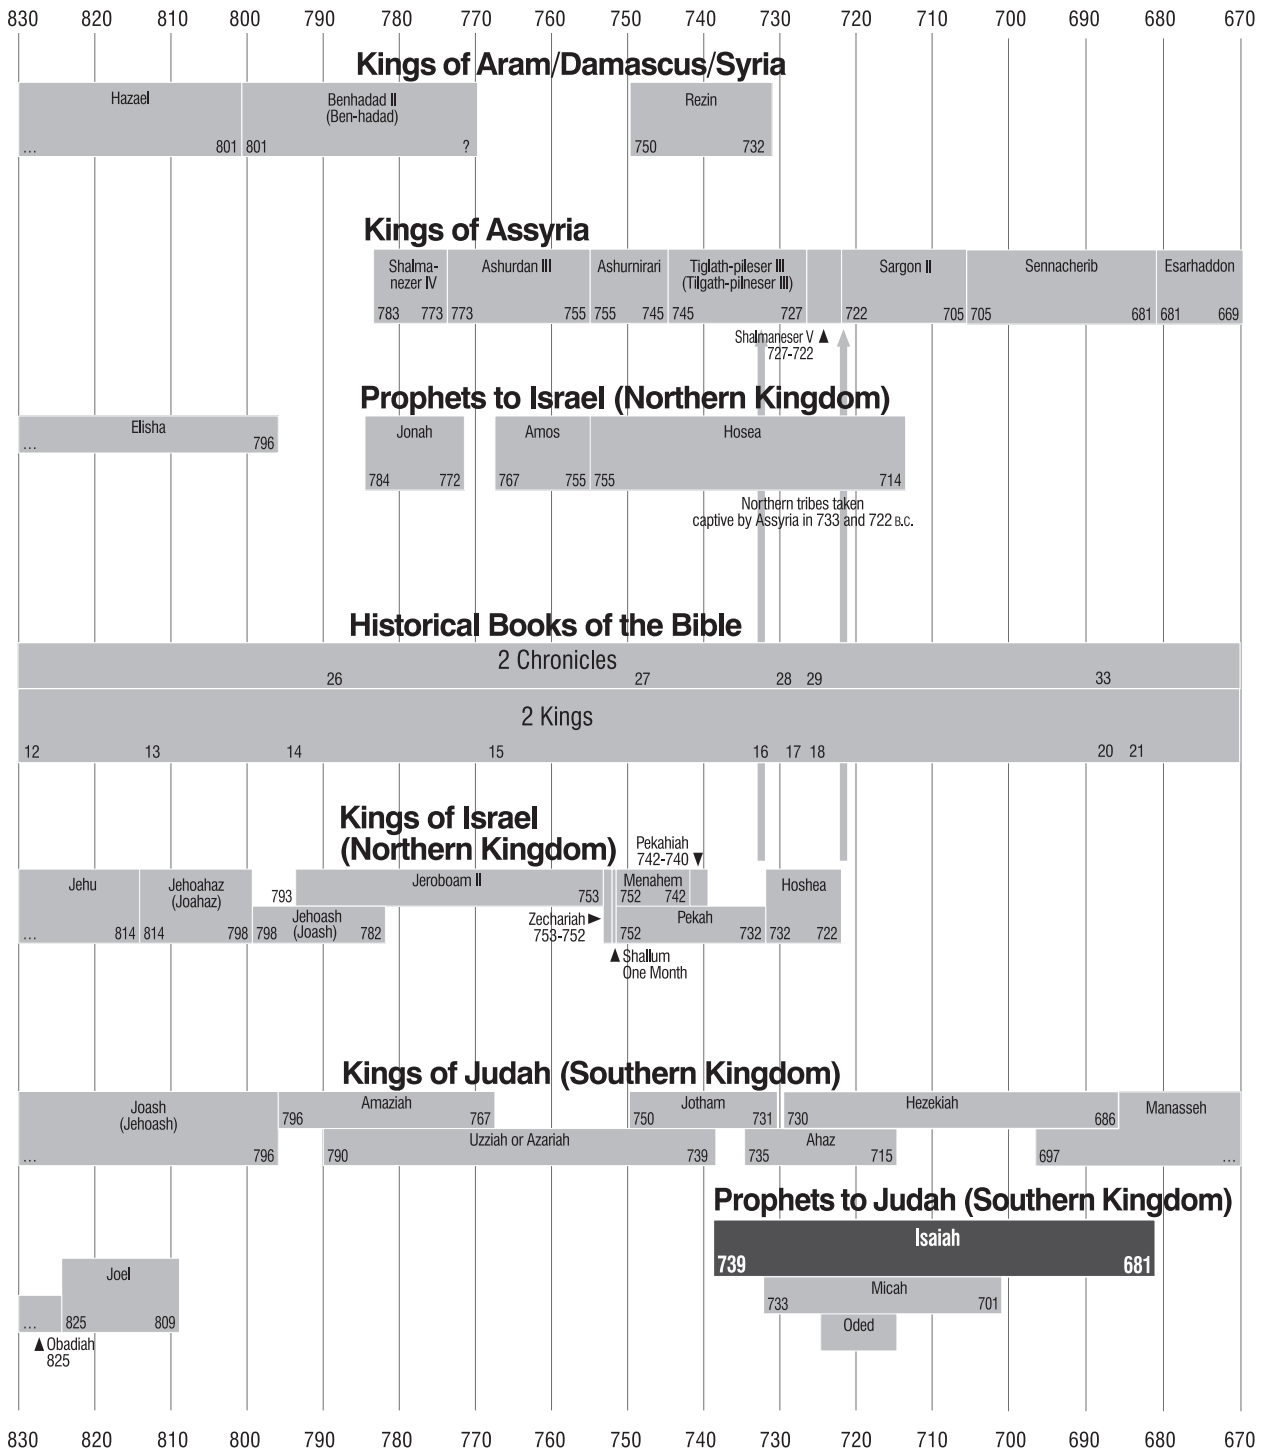 830 820 810 800 790 780 770 760 750 740 730 720 710 700 690 680 670
Kings of Aram/Damascus/Syria
Hazael
... 801
Benhadad II
(Ben-hadad)
801 ?
Rezin
750 732
Kings of Assyria
Shalma-
nezer IV
783 773
Ashurdan III
773 755
Ashurnirari
755 745
Tiglath-pileser III
(Tilgath-pilneser III)
745 727
Sargon II
722 705
Sennacherib
705 681
Esarhaddon
681 669
Shalmaneser V ▲
727-722
Prophets to Israel (Northern Kingdom)
Elisha
... 796
Jonah
784 772
Amos
767 755
Hosea
755 714
Northern tribes taken
captive by Assyria in 733 and 722 B.C.
Historical Books of the Bible
2 Chronicles
26 27 28 29 33
2 Kings
12 13 14 15 16 17 18 20 21
Kings of Israel
(Northern Kingdom)
Pekahiah
742-740 ▼
Jehu
... 814
Jehoahaz
(Joahaz)
814 798
Jeroboam II
793 753
Jehoash
(Joash)
798 782
Zechariah ►
753-752
▲ Shallum
One Month
Menahem
752 742
Pekah
752 732
Hoshea
732 722
Kings of Judah (Southern Kingdom)
Joash
(Jehoash)
... 796
Amaziah
796 767
Uzziah or Azariah
790 739
Jotham
750 731
Ahaz
735 715
Hezekiah
730 686
Manasseh
697 ...
Prophets to Judah (Southern Kingdom)
Isaiah
739 681
Joel
825 809
...
▲ Obadiah
825
Micah
733 701
Oded
830 820 810 800 790 780 770 760 750 740 730 720 710 700 690 680 670